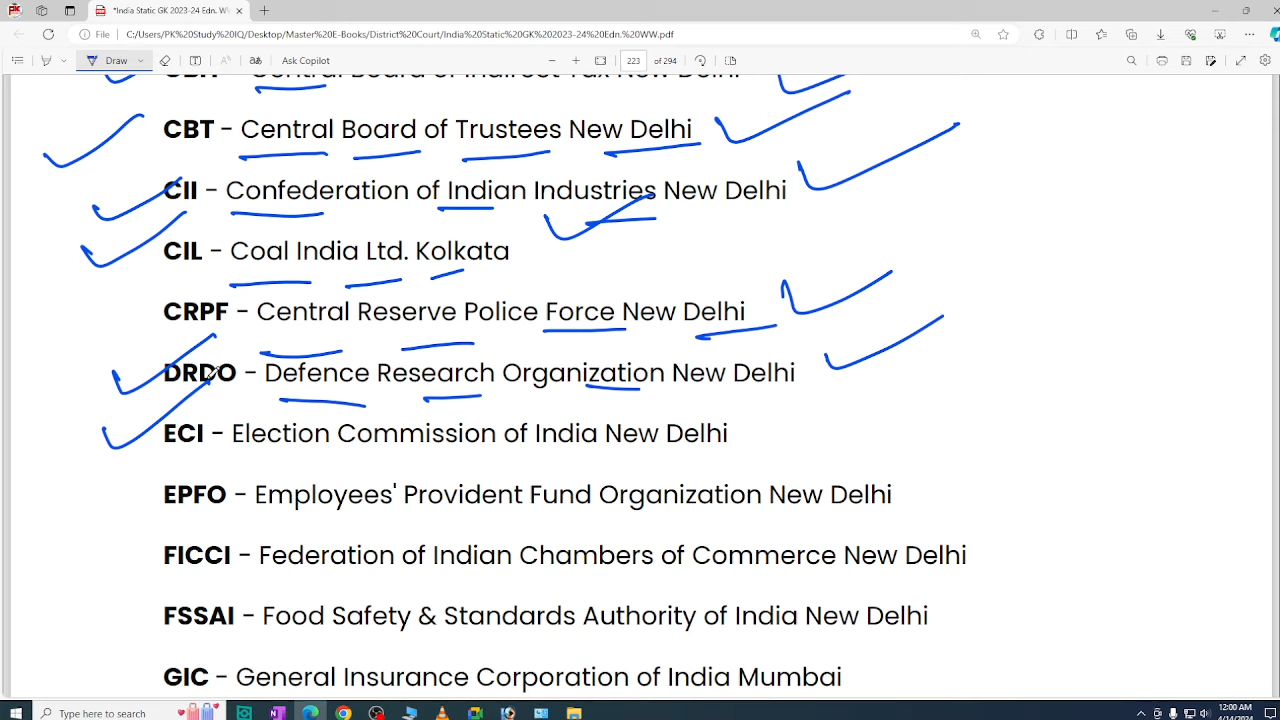 *India Static GK 2023-24 Edn. W
File
C:/Users/PK%20Study%20IQ/Desktop/Master%20E-Books/District%20Court/India%20Static%20GK%202023-24%20Edn.%20WW.pdf
Draw
Ask Copilot
223 of 294
CBT - Central Board of Trustees New Delhi
CII - Confederation of Indian Industries New Delhi
CIL - Coal India Ltd. Kolkata
CRPF - Central Reserve Police Force New Delhi
DRDO - Defence Research Organization New Delhi
ECI - Election Commission of India New Delhi
EPFO - Employees' Provident Fund Organization New Delhi
FICCI - Federation of Indian Chambers of Commerce New Delhi
FSSAI - Food Safety & Standards Authority of India New Delhi
GIC - General Insurance Corporation of India Mumbai
Type here to search
12:00 AM